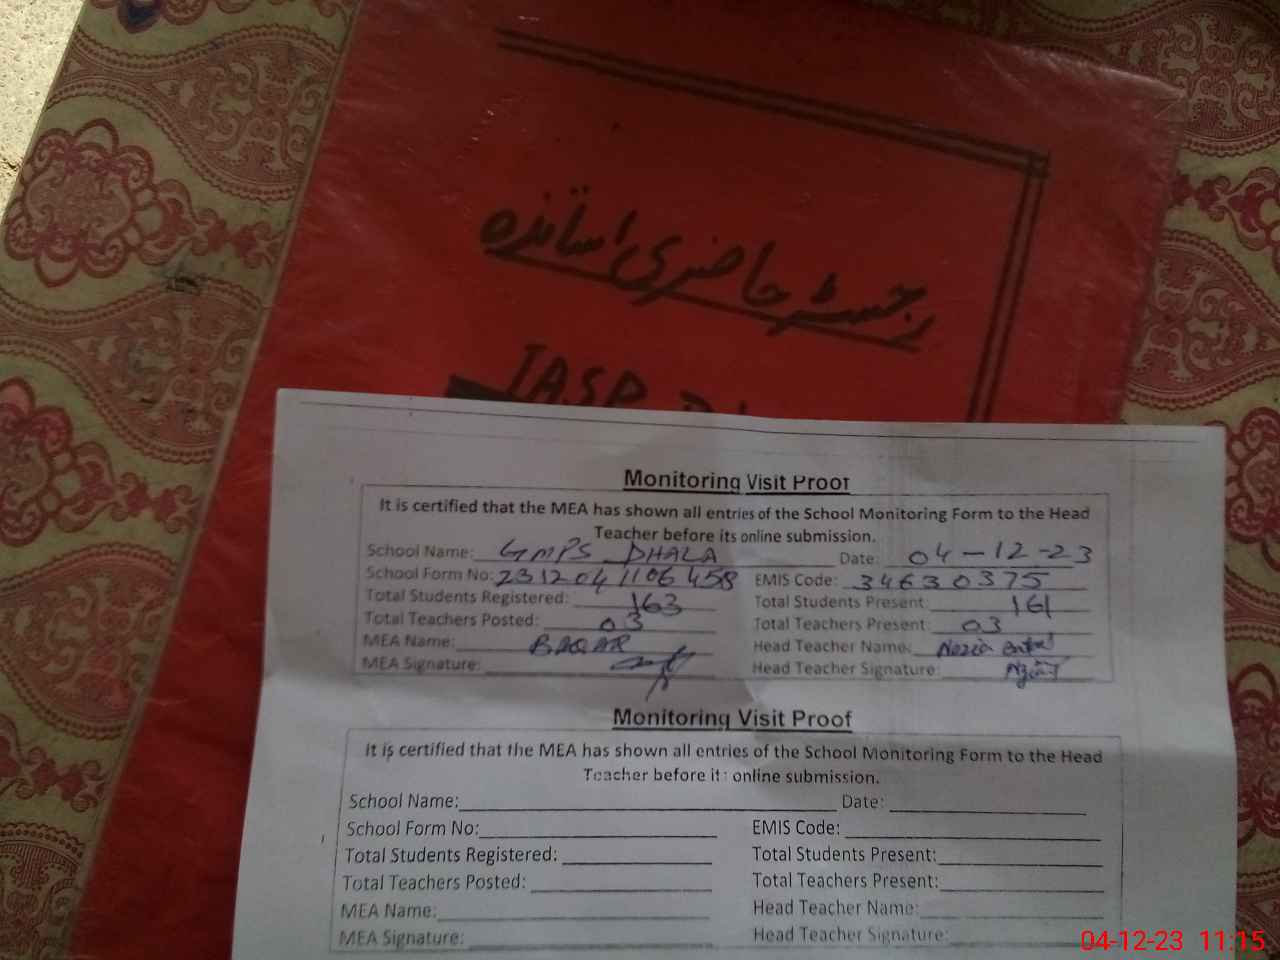 رجسٹر حاضری اساتذہ
Monitoring Visit Proof
It is certified that the MEA has shown all entries of the School Monitoring Form to the Head
Teacher before its online submission.
School Name: GMPS DHALA Date: 04-12-23
School Form No: 231204 1106 458 EMIS Code: 34630375
Total Students Registered: 163 Total Students Present: 161
Total Teachers Posted: 03 Total Teachers Present: 03
MEA Name: BAQAR Head Teacher Name: Nazia
MEA Signature: Head Teacher Signature:
Monitoring Visit Proof
It is certified that the MEA has shown all entries of the School Monitoring Form to the Head
Teacher before its online submission.
School Name: Date:
School Form No: EMIS Code:
Total Students Registered: Total Students Present:
Total Teachers Posted: Total Teachers Present:
MEA Name: Head Teacher Name:
MEA Signature: Head Teacher Signature:
04-12-23 11:15